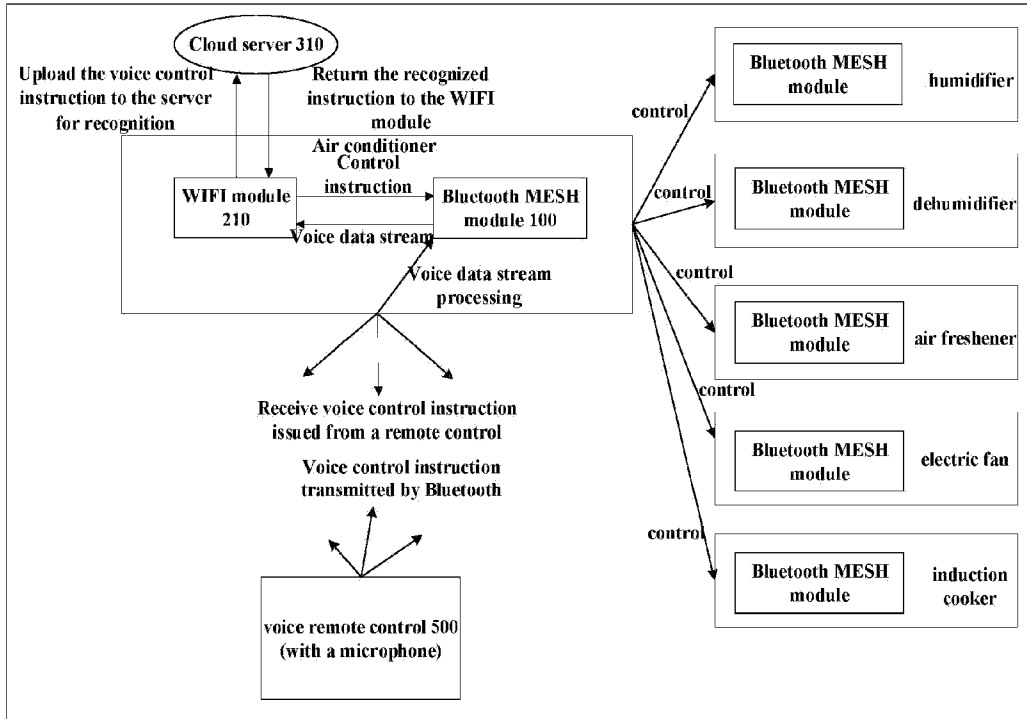 Cloud server 310
Upload the voice control
instruction to the server
for recognition
Return the recognized
instruction to the WIFI
module
Air conditioner
Control
instruction
WIFI module
210
Bluetooth MESH
module 100
Voice data stream
Voice data stream
processing
Receive voice control instruction
issued from a remote control
Voice control instruction
transmitted by Bluetooth
voice remote control 500
(with a microphone)
control
Bluetooth MESH
module
humidifier
control
Bluetooth MESH
module
dehumidifier
control
Bluetooth MESH
module
air freshener
control
Bluetooth MESH
module
electric fan
control
Bluetooth MESH
module
induction
cooker